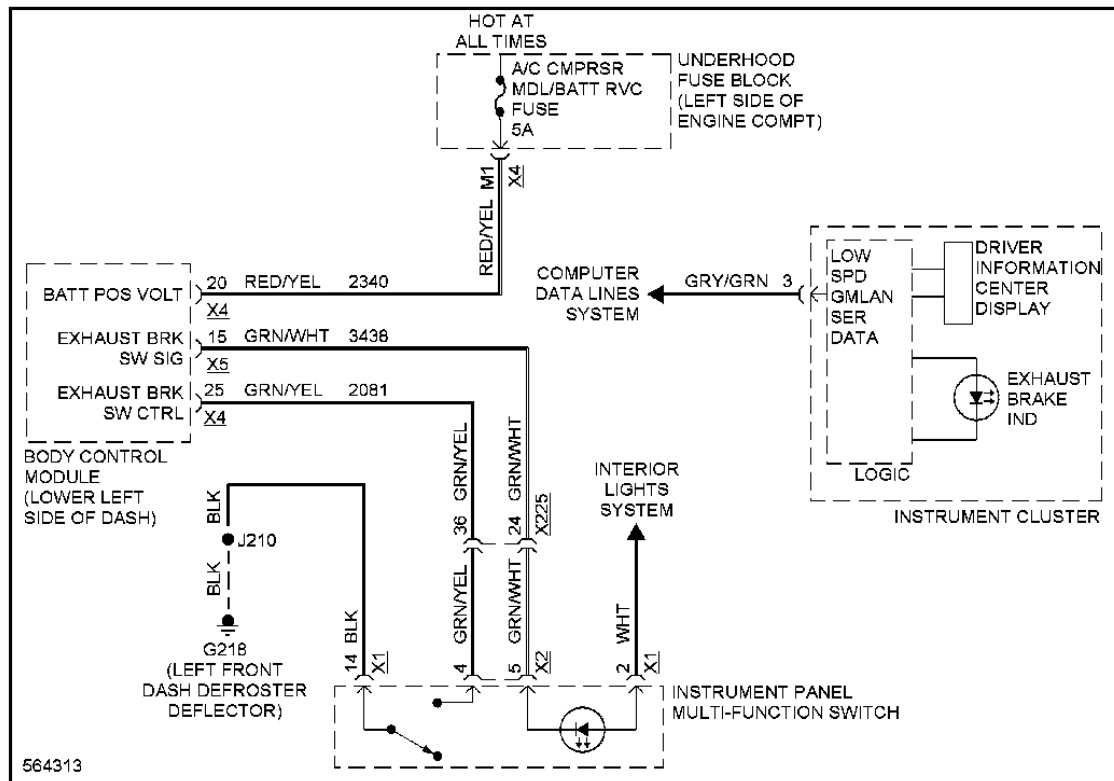 HOT AT
ALL TIMES
A/C CMPRSR
MDL/BATT RVC
FUSE
5A
UNDERHOOD
FUSE BLOCK
(LEFT SIDE OF
ENGINE COMPT)
M1
X4
RED/YEL
BATT POS VOLT
20 RED/YEL 2340
X4
EXHAUST BRK
SW SIG
15 GRN/WHT 3438
X5
EXHAUST BRK
SW CTRL
25 GRN/YEL 2081
X4
BODY CONTROL
MODULE
(LOWER LEFT
SIDE OF DASH)
COMPUTER
DATA LINES
SYSTEM
GRY/GRN 3
LOW
SPD
GMLAN
SER
DATA
DRIVER
INFORMATION
CENTER
DISPLAY
EXHAUST
BRAKE
IND
LOGIC
INSTRUMENT CLUSTER
BLK
J210
BLK
G218
(LEFT FRONT
DASH DEFROSTER
DEFLECTOR)
36 GRN/YEL
24 GRN/WHT
X225
INTERIOR
LIGHTS
SYSTEM
14 BLK
X1
4 GRN/YEL
5 GRN/WHT
X2
2 WHT
X1
INSTRUMENT PANEL
MULTI-FUNCTION SWITCH
564313